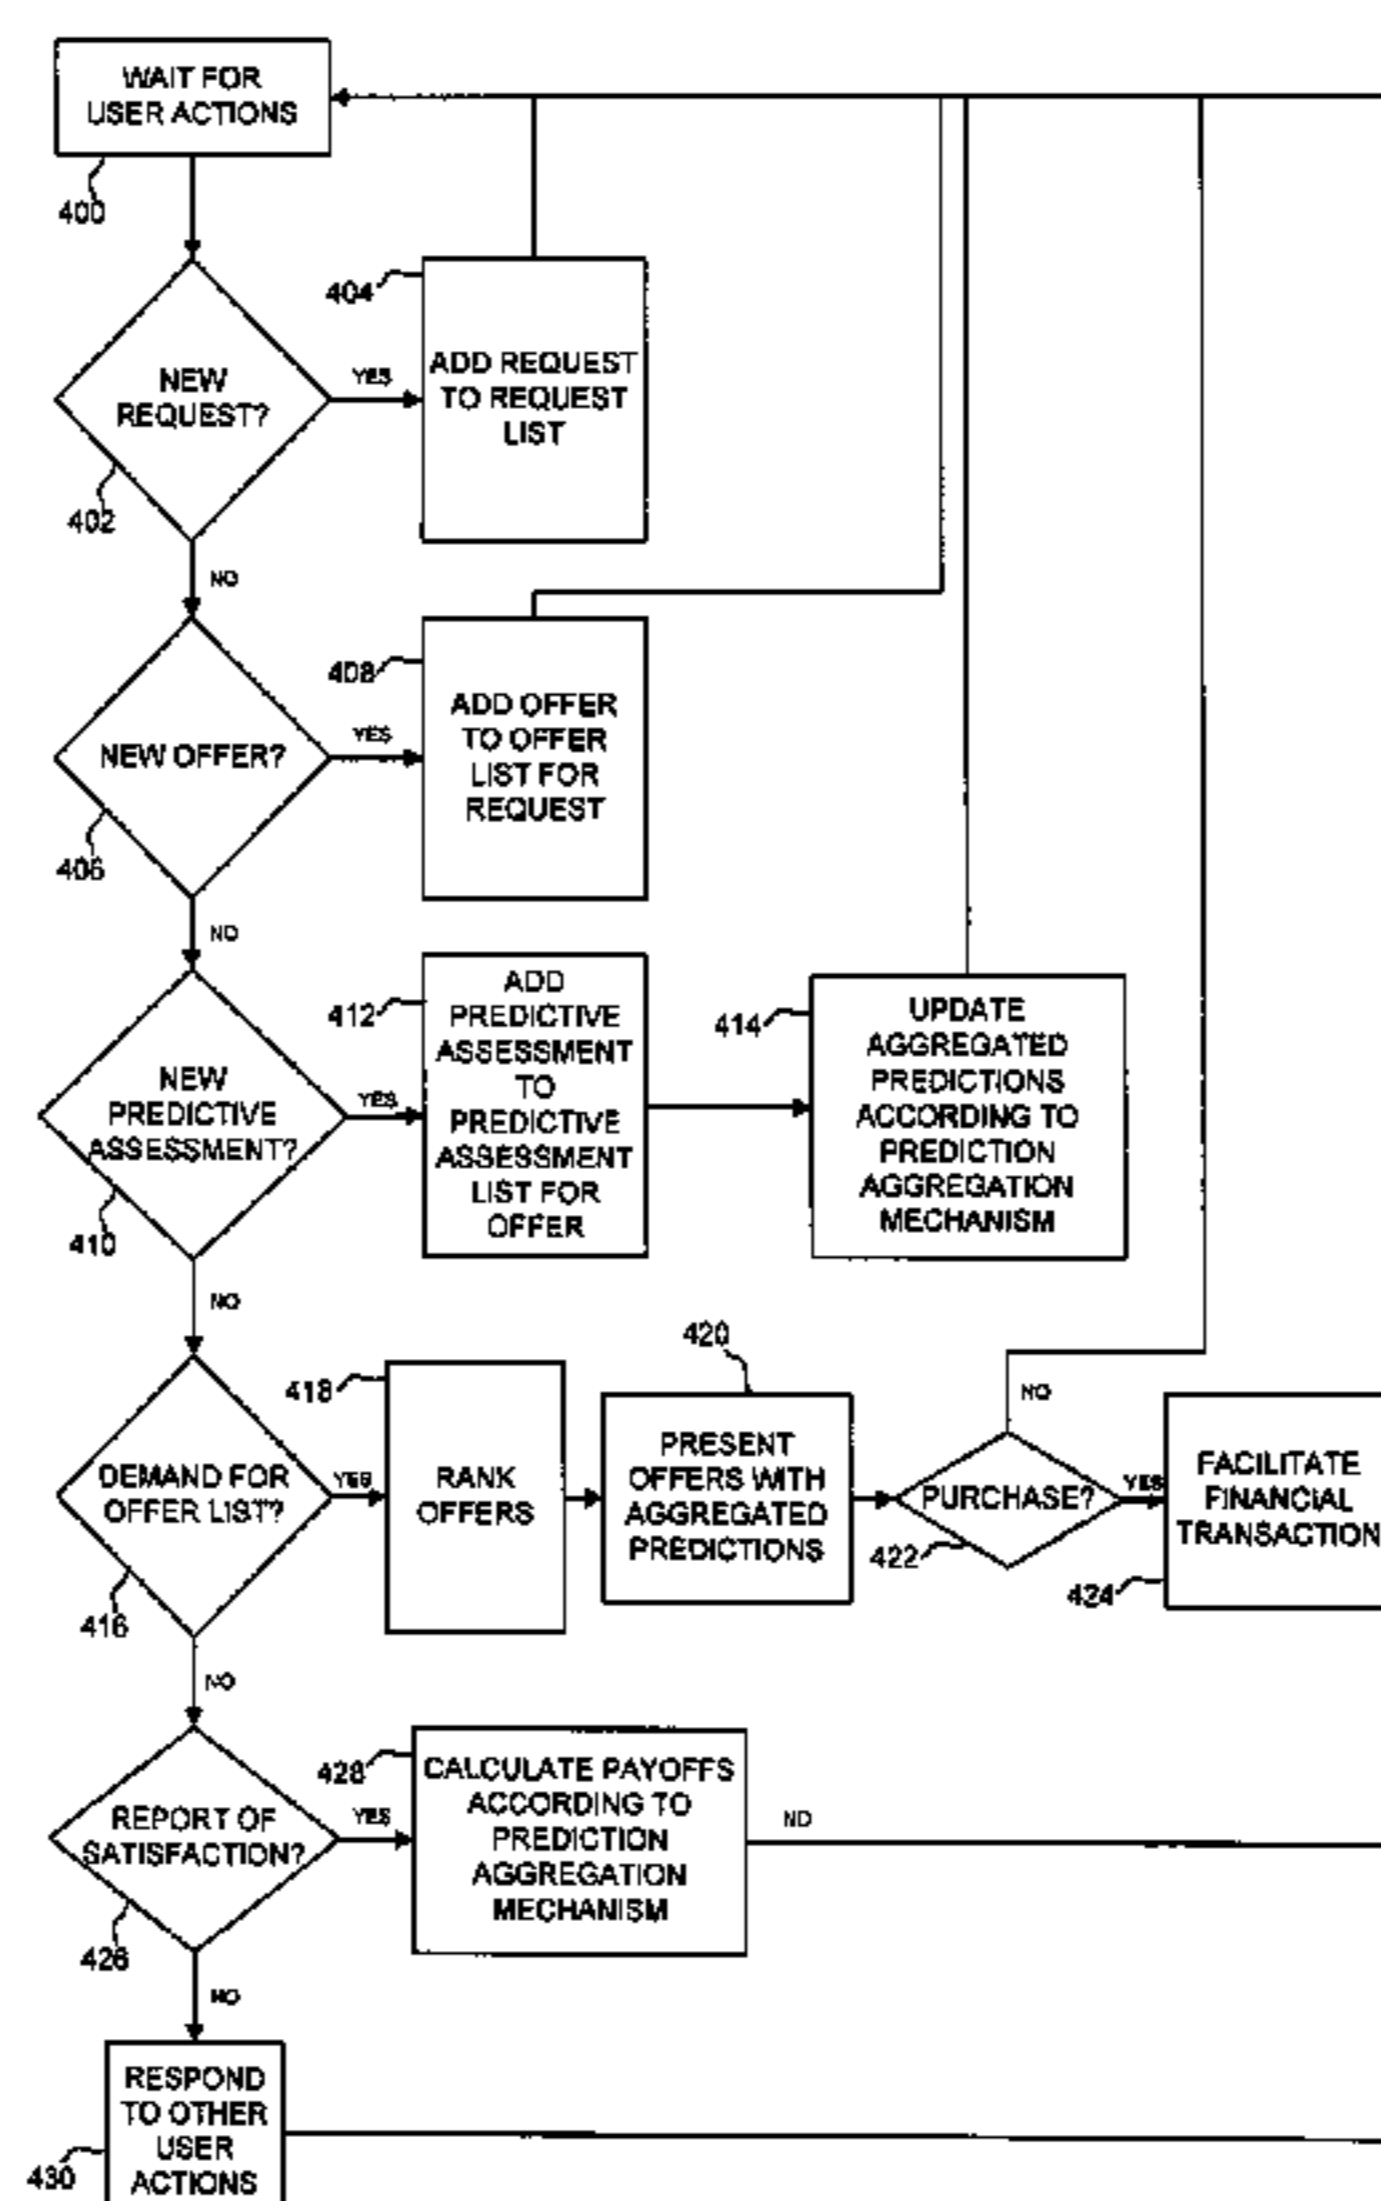 WAIT FOR
USER ACTIONS
400
404
NEW
REQUEST?
YES
402
ADD REQUEST
TO REQUEST
LIST
NO
408
NEW OFFER?
YES
406
ADD OFFER
TO OFFER
LIST FOR
REQUEST
NO
412
NEW
PREDICTIVE
ASSESSMENT?
YES
410
ADD
PREDICTIVE
ASSESSMENT
TO
PREDICTIVE
ASSESSMENT
LIST FOR
OFFER
414
UPDATE
AGGREGATED
PREDICTIONS
ACCORDING TO
PREDICTION
AGGREGATION
MECHANISM
NO
418
DEMAND FOR
OFFER LIST?
YES
416
RANK
OFFERS
420
PRESENT
OFFERS WITH
AGGREGATED
PREDICTIONS
NO
PURCHASE?
YES
422
FACILITATE
FINANCIAL
TRANSACTION
424
NO
428
REPORT OF
SATISFACTION?
YES
426
CALCULATE PAYOFFS
ACCORDING TO
PREDICTION
AGGREGATION
MECHANISM
NO
NO
RESPOND
TO OTHER
USER
ACTIONS
430